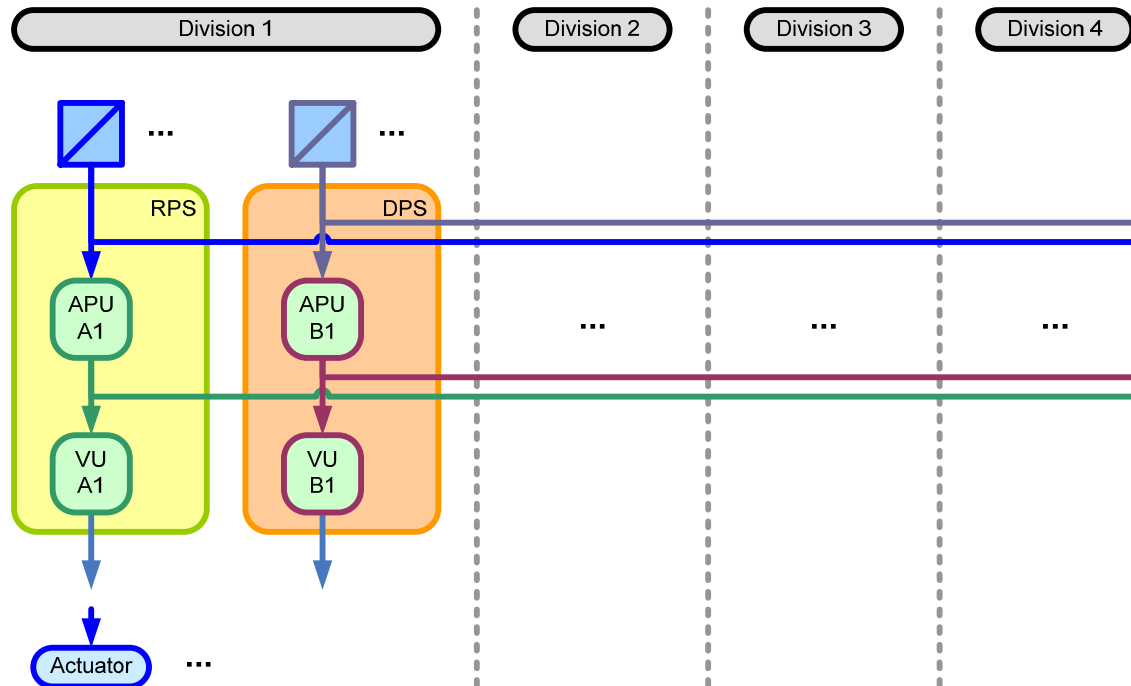 Division 1
Division 2
Division 3
Division 4
...
...
RPS
DPS
APU
A1
APU
B1
...
...
...
VU
A1
VU
B1
Actuator
...